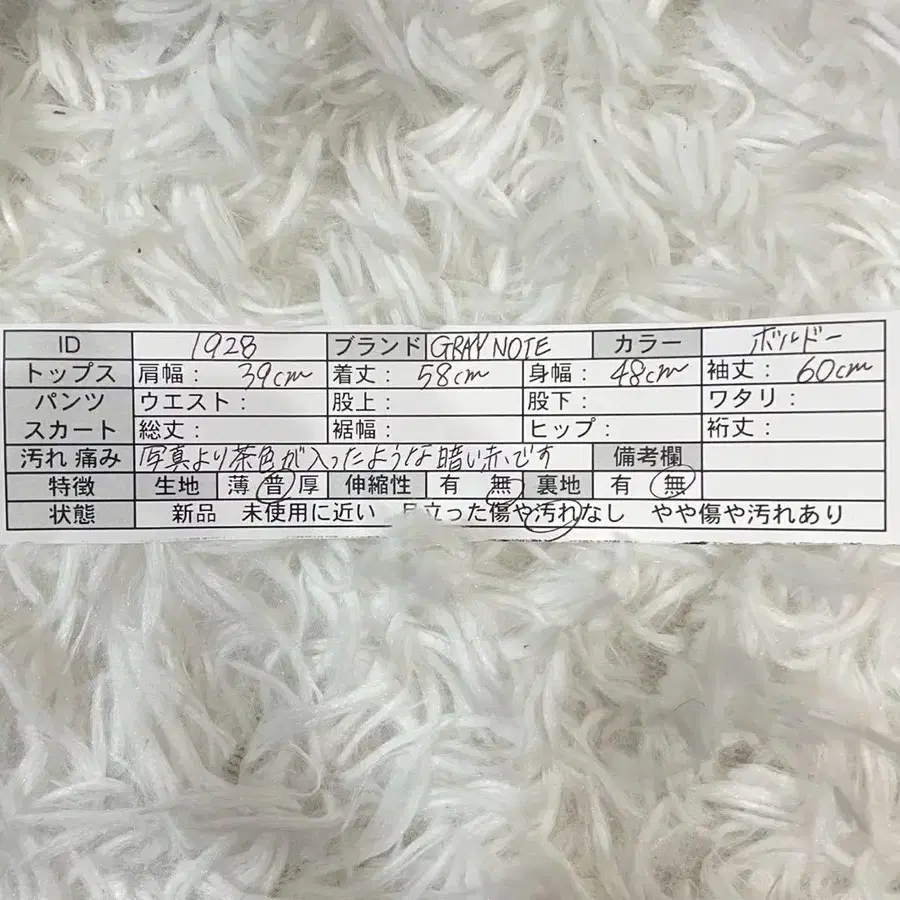 ID 1928 ブランド GRAY NOTE カラー ボルドー
トップス 肩幅： 39cm 着丈： 58cm 身幅： 48cm 袖丈： 60cm
パンツ ウエスト： 股上： 股下： ワタリ：
スカート 総丈： 裾幅： ヒップ： 裄丈：
汚れ 痛み 写真より茶色が入ったような暗い赤です 備考欄
特徴 生地 薄 普 厚 伸縮性 有 無 裏地 有 無
状態 新品 未使用に近い 目立った傷や汚れなし やや傷や汚れあり